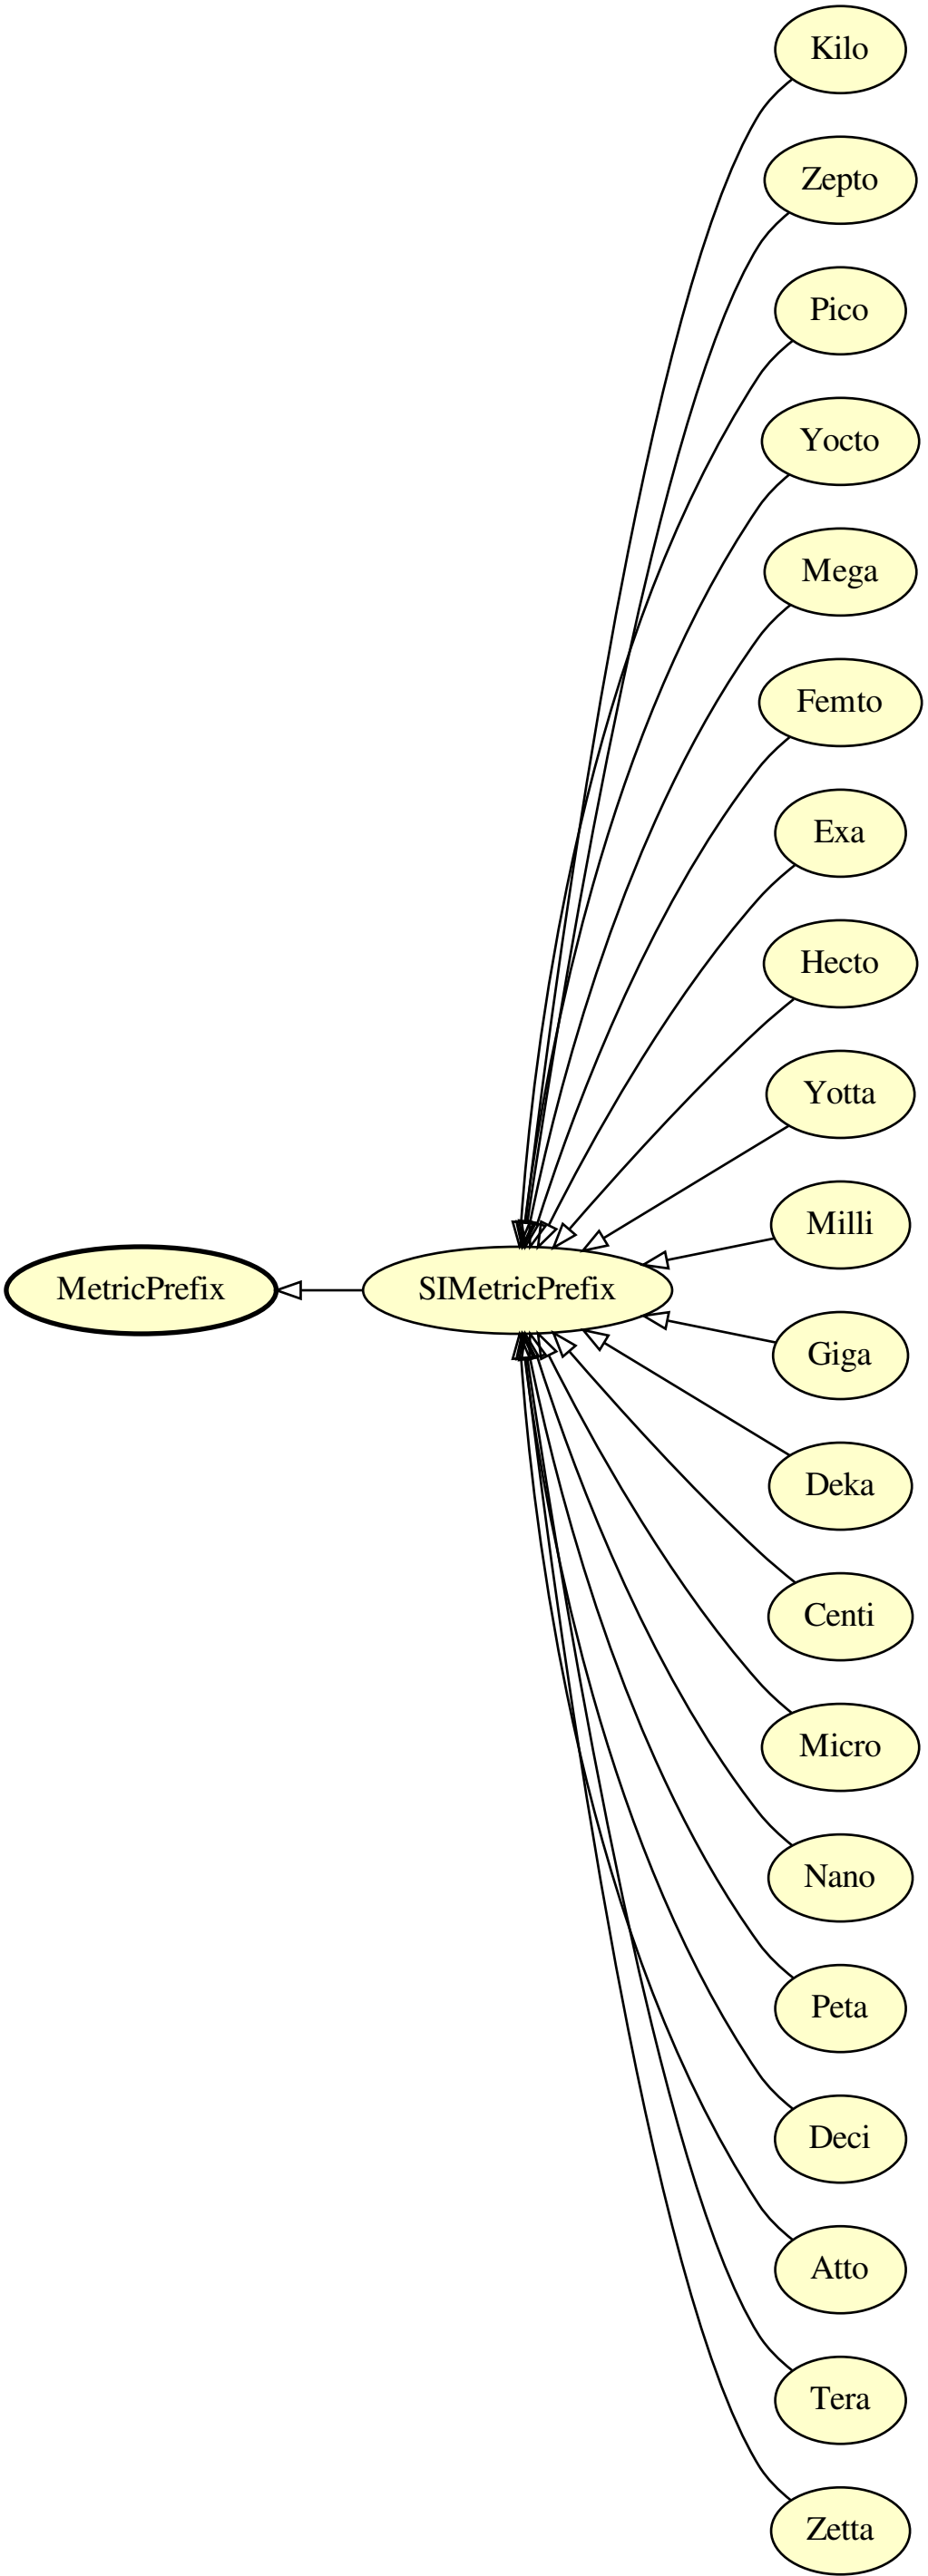 Kilo
Zepto
Pico
Yocto
Mega
Femto
Exa
Hecto
Yotta
Milli
MetricPrefix
SIMetricPrefix
Giga
Deka
Centi
Micro
Nano
Peta
Deci
Atto
Tera
Zetta